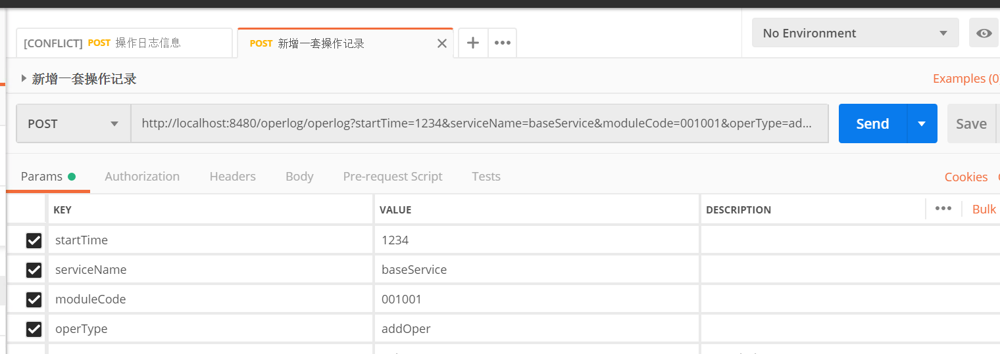 [CONFLICT] POST 操作日志信息
POST 新增一套操作记录
No Environment
新增一套操作记录
Examples (0
POST
http://localhost:8480/operlog/operlog?startTime=1234&serviceName=baseService&moduleCode=001001&operType=ad...
Send
Save
Params
Authorization
Headers
Body
Pre-request Script
Tests
Cookies
KEY
VALUE
DESCRIPTION
Bulk
startTime
1234
serviceName
baseService
moduleCode
001001
operType
addOper